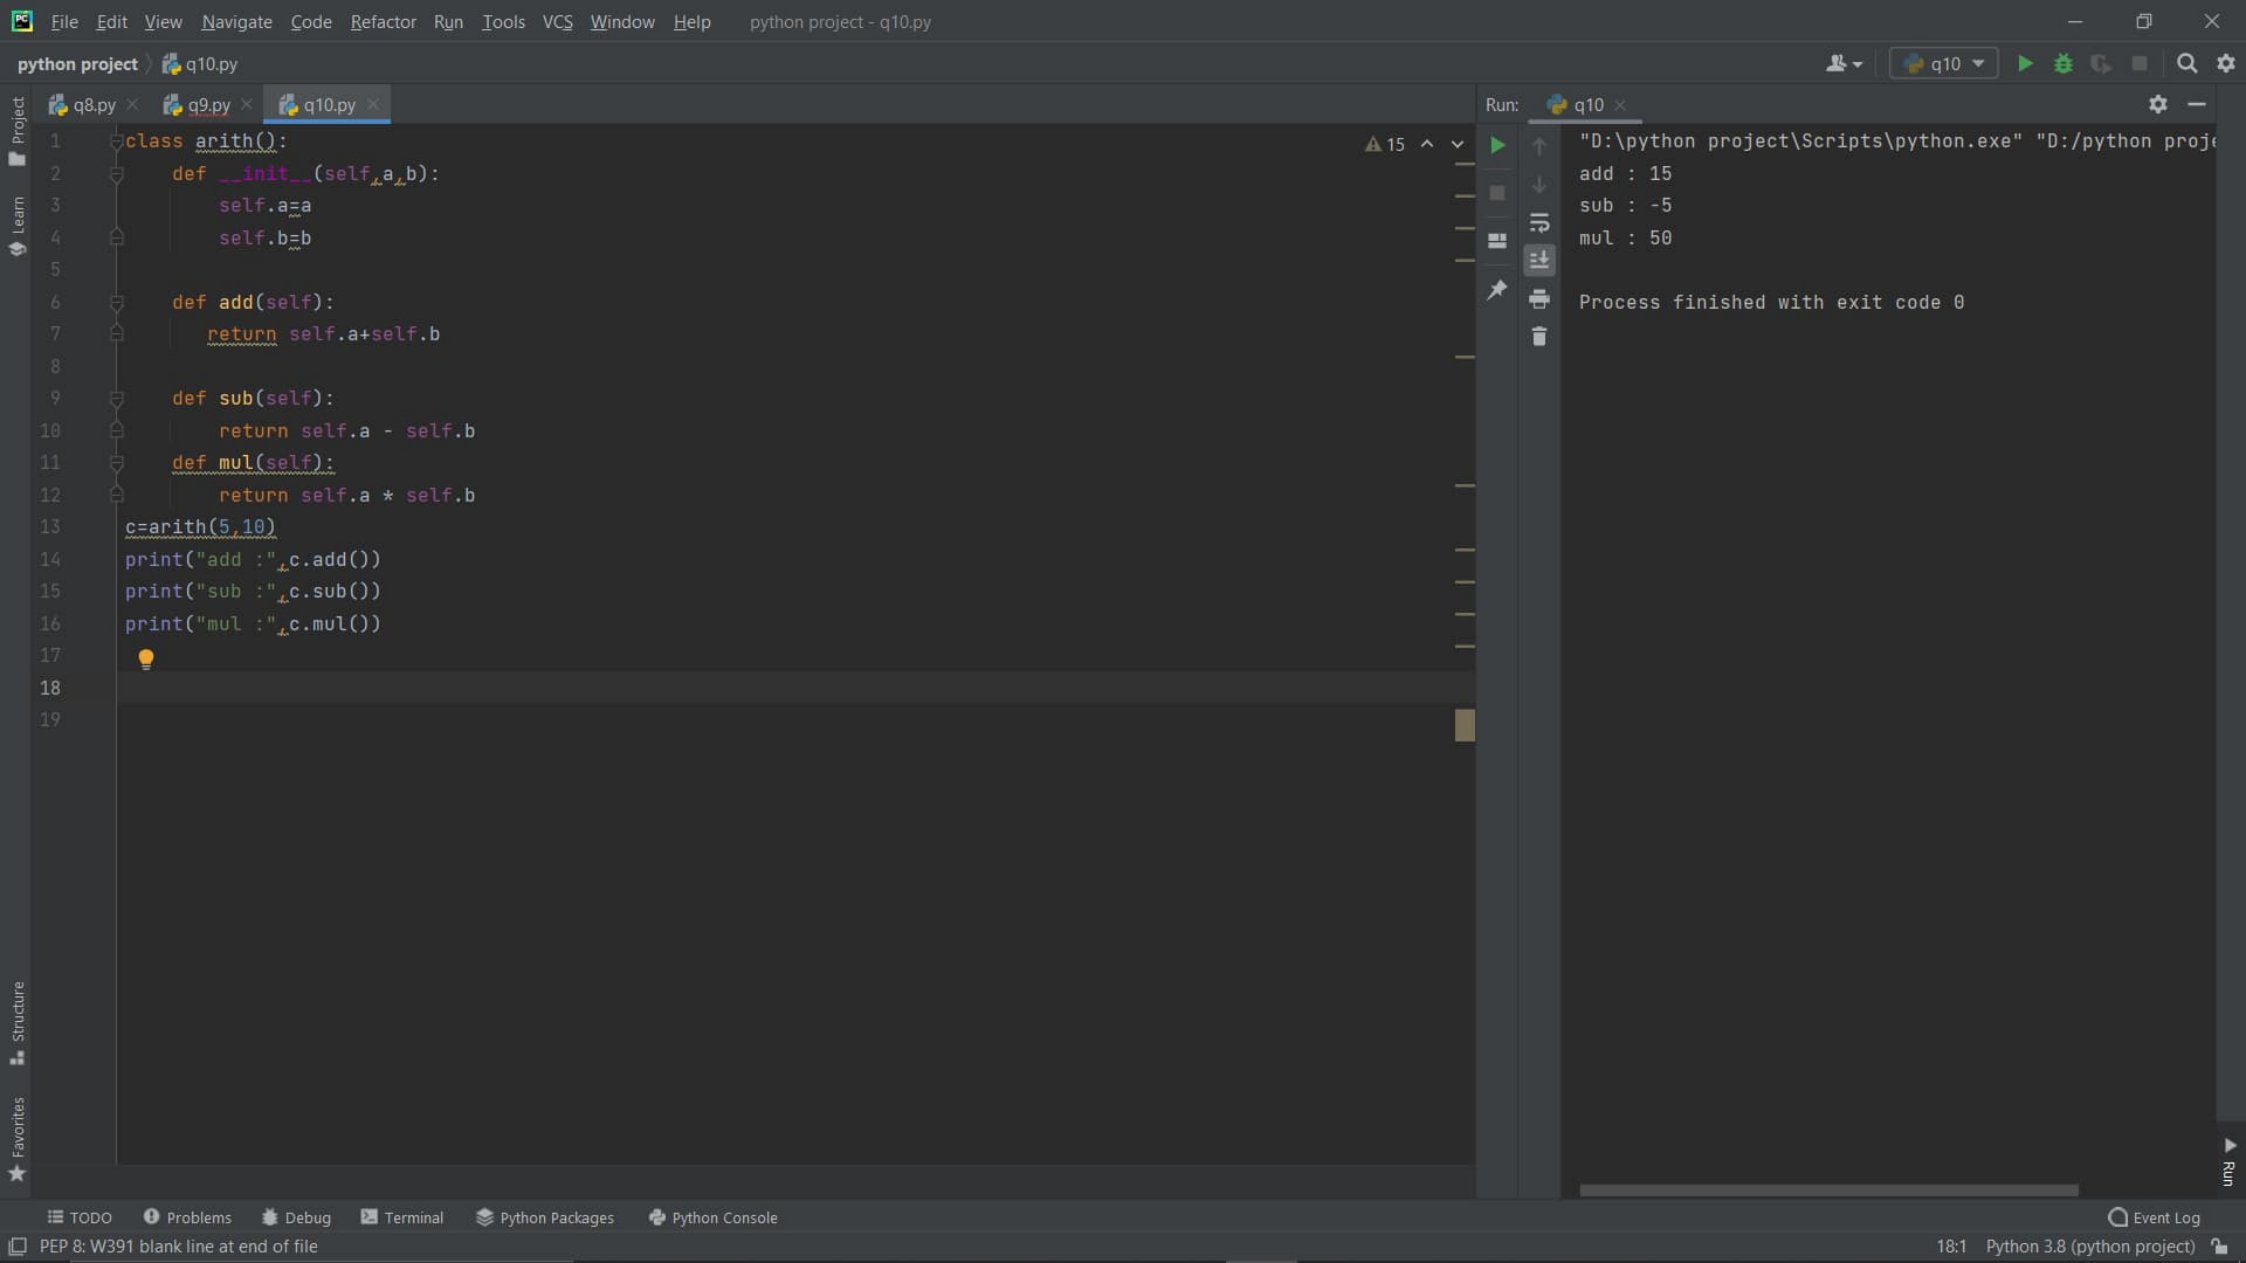 File Edit View Navigate Code Refactor Run Tools VCS Window Help python project - q10.py
python project q10.py q10
q8.py q9.py q10.py
Run: q10
Project
Learn
Structure
Favorites
1 class arith():
2     def __init__(self,a,b):
3         self.a=a
4         self.b=b
5
6     def add(self):
7        return self.a+self.b
8
9     def sub(self):
10         return self.a - self.b
11     def mul(self):
12         return self.a * self.b
13 c=arith(5,10)
14 print("add :",c.add())
15 print("sub :",c.sub())
16 print("mul :",c.mul())
17
18
19
15
"D:\python project\Scripts\python.exe" "D:/python proje
add : 15
sub : -5
mul : 50
Process finished with exit code 0
Run
TODO Problems Debug Terminal Python Packages Python Console Event Log
PEP 8: W391 blank line at end of file 18:1 Python 3.8 (python project)